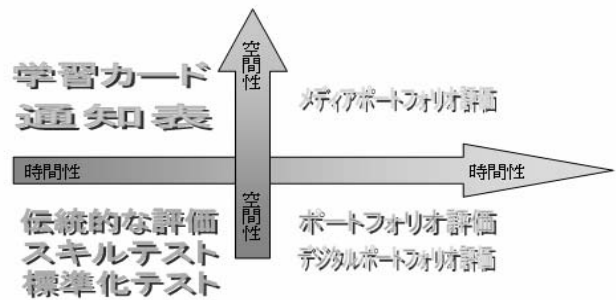 空間性
学習カード
通知表
メディアポートフォリオ評価
時間性
時間性
空間性
伝統的な評価
スキルテスト
標準化テスト
ポートフォリオ評価
デジタルポートフォリオ評価